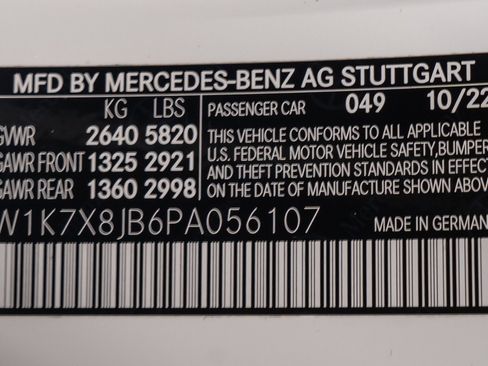 MFD BY MERCEDES-BENZ AG STUTTGART
KG LBS PASSENGER CAR 049 10/22
GVWR 2640 5820
GAWR FRONT 1325 2921
GAWR REAR 1360 2998
THIS VEHICLE CONFORMS TO ALL APPLICABLE
U.S. FEDERAL MOTOR VEHICLE SAFETY, BUMPER
AND THEFT PREVENTION STANDARDS IN EFFECT
ON THE DATE OF MANUFACTURE SHOWN ABOVE.
W1K7X8JB6PA056107 MADE IN GERMANY